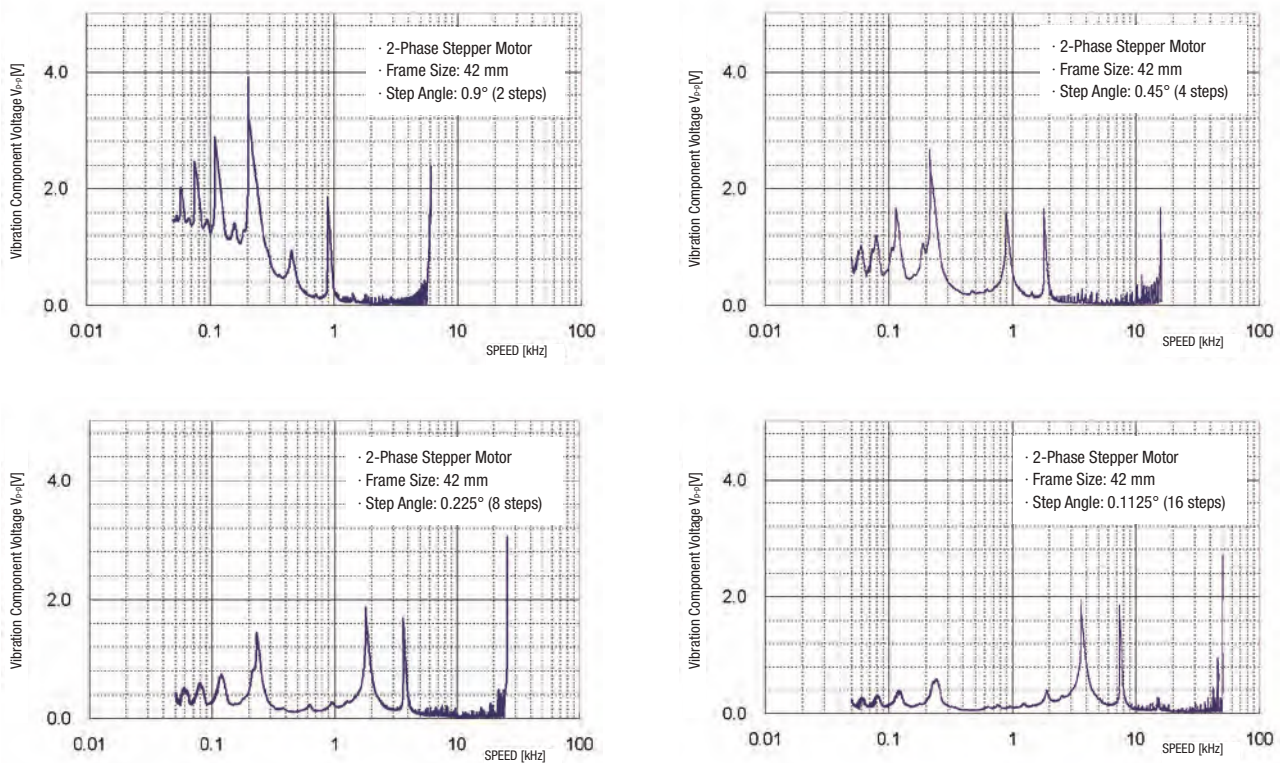 Vibration Component Voltage Vp-p[V]
4.0
2.0
0.0
0.01
0.1
1
10
100
SPEED [kHz]
· 2-Phase Stepper Motor
· Frame Size: 42 mm
· Step Angle: 0.9° (2 steps)
Vibration Component Voltage Vp-p[V]
4.0
2.0
0.0
0.01
0.1
1
10
100
SPEED [kHz]
· 2-Phase Stepper Motor
· Frame Size: 42 mm
· Step Angle: 0.45° (4 steps)
Vibration Component Voltage Vp-p[V]
4.0
2.0
0.0
0.01
0.1
1
10
100
SPEED [kHz]
· 2-Phase Stepper Motor
· Frame Size: 42 mm
· Step Angle: 0.225° (8 steps)
Vibration Component Voltage Vp-p[V]
4.0
2.0
0.0
0.01
0.1
1
10
100
SPEED [kHz]
· 2-Phase Stepper Motor
· Frame Size: 42 mm
· Step Angle: 0.1125° (16 steps)